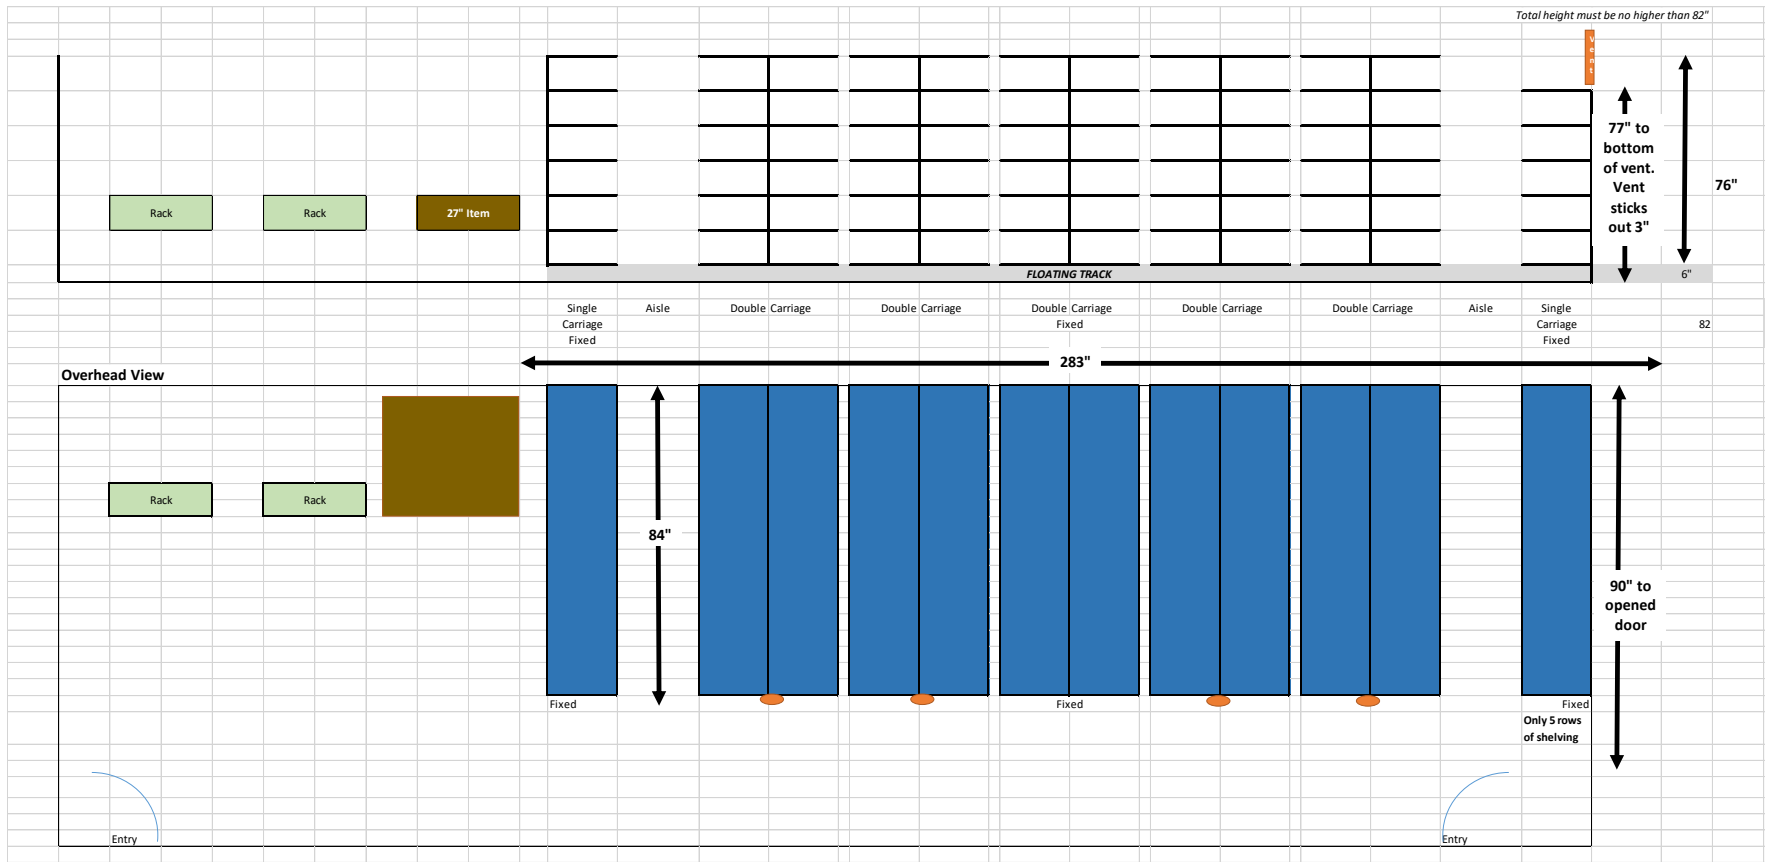 Total height must be no higher than 82"
Vent
77" to
bottom
of vent.
Vent
sticks
out 3"
76"
Rack
Rack
27" Item
FLOATING TRACK
6"
Single
Carriage
Fixed
Aisle
Double Carriage
Double Carriage
Double Carriage
Fixed
Double Carriage
Double Carriage
Aisle
Single
Carriage
Fixed
82
283"
Overhead View
Rack
Rack
84"
90" to
opened
door
Fixed
Fixed
Fixed
Only 5 rows
of shelving
Entry
Entry